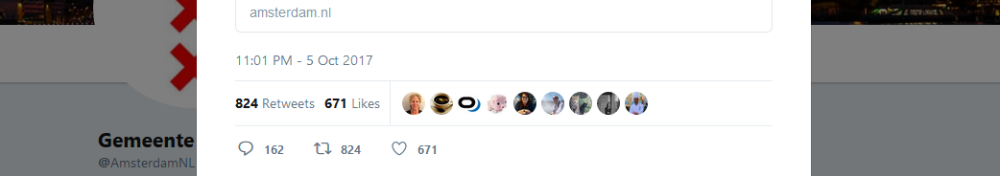 amsterdam.nl
11:01 PM - 5 Oct 2017
824 Retweets 671 Likes
Gemeente
@AmsterdamNL
162 824 671